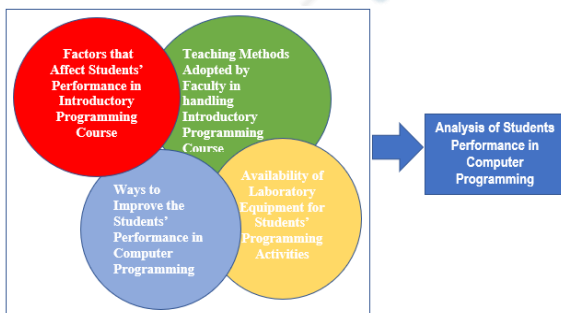 Factors that
Affect Students'
Performance in
Introductory
Programming
Course
Teaching Methods
Adopted by
Faculty in
handling
Introductory
Programming
Course
Ways to
Improve the
Students'
Performance in
Computer
Programming
Availability of
Laboratory
Equipment for
Students'
Programming
Activities
Analysis of Students
Performance in
Computer
Programming